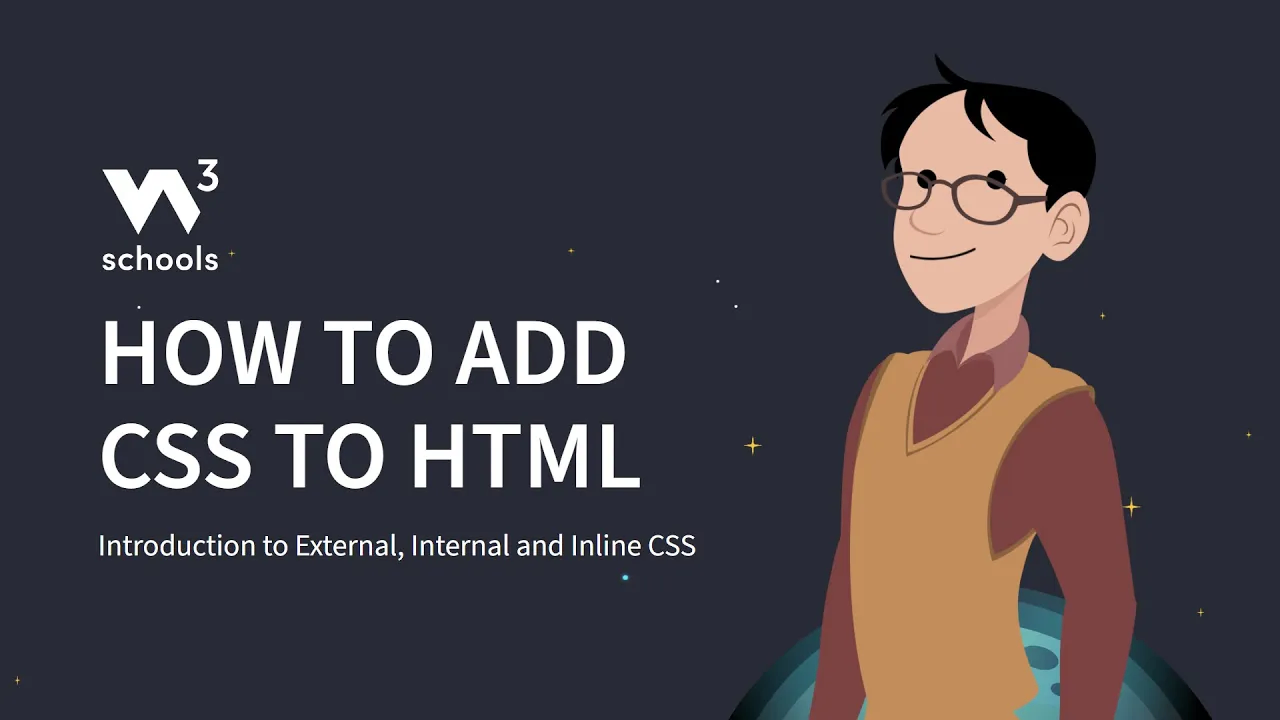 W3
schools
HOW TO ADD
CSS TO HTML
Introduction to External, Internal and Inline CSS